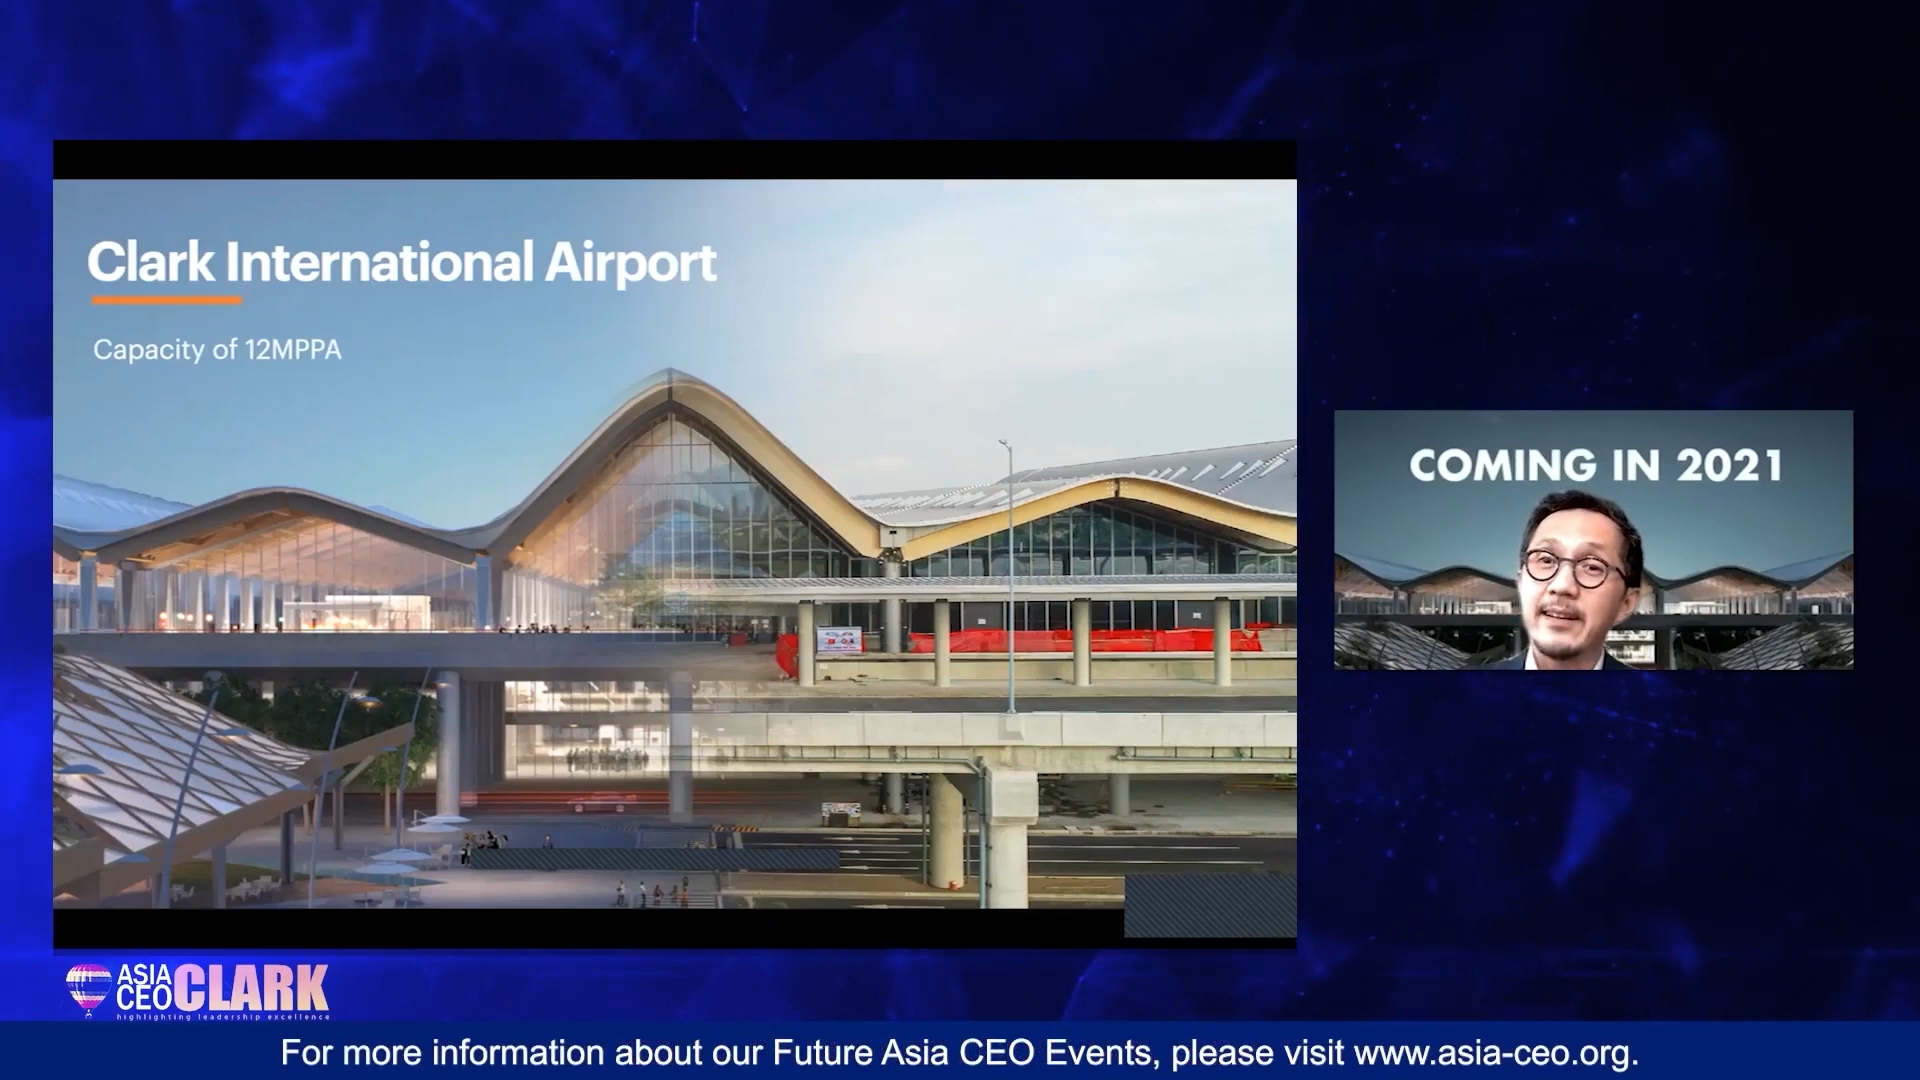 Clark International Airport
Capacity of 12MPPA
COMING IN 2021
ASIA
CEO
CLARK
highlighting leadership excellence
For more information about our Future Asia CEO Events, please visit www.asia-ceo.org.